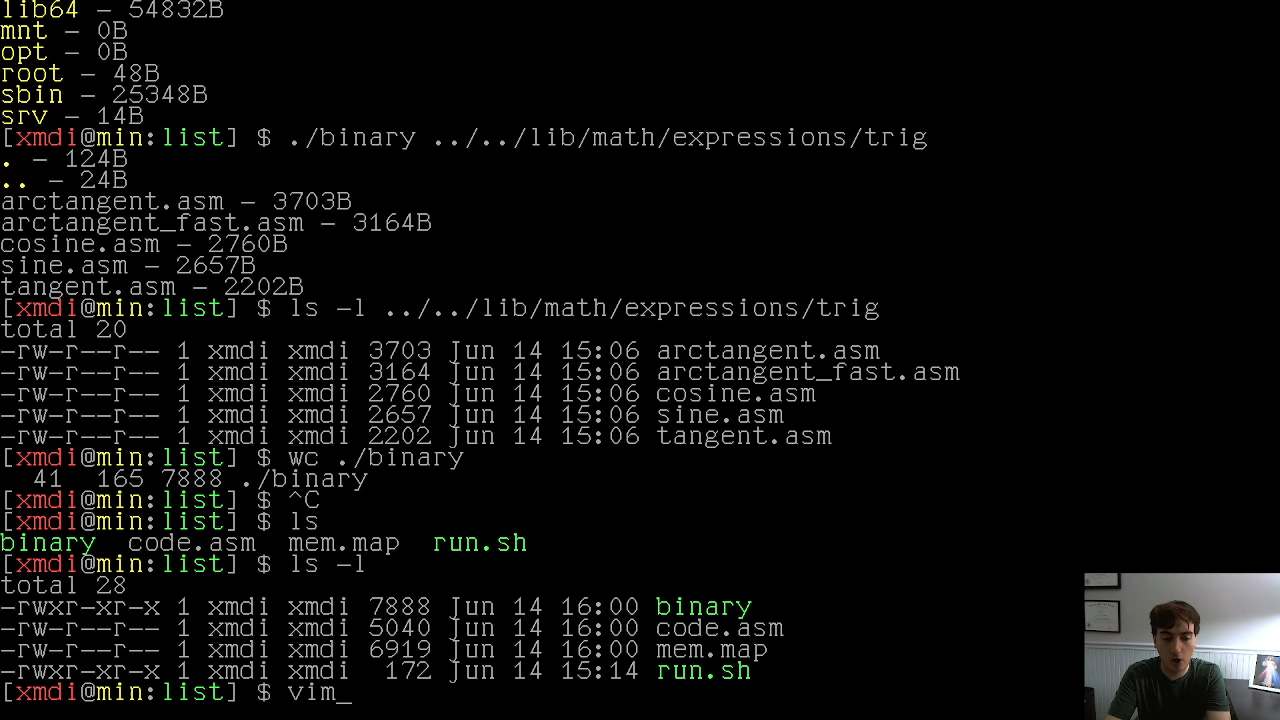 lib64 - 54832B
mnt - 0B
opt - 0B
root - 48B
sbin - 25348B
srv - 14B
[xmdi@min:list] $ ./binary ../../lib/math/expressions/trig
. - 124B
.. - 24B
arctangent.asm - 3703B
arctangent_fast.asm - 3164B
cosine.asm - 2760B
sine.asm - 2657B
tangent.asm - 2202B
[xmdi@min:list] $ ls -l ../../lib/math/expressions/trig
total 20
-rw-r--r-- 1 xmdi xmdi 3703 Jun 14 15:06 arctangent.asm
-rw-r--r-- 1 xmdi xmdi 3164 Jun 14 15:06 arctangent_fast.asm
-rw-r--r-- 1 xmdi xmdi 2760 Jun 14 15:06 cosine.asm
-rw-r--r-- 1 xmdi xmdi 2657 Jun 14 15:06 sine.asm
-rw-r--r-- 1 xmdi xmdi 2202 Jun 14 15:06 tangent.asm
[xmdi@min:list] $ wc ./binary
  41  165 7888 ./binary
[xmdi@min:list] $ ^C
[xmdi@min:list] $ ls
binary  code.asm  mem.map  run.sh
[xmdi@min:list] $ ls -l
total 28
-rwxr-xr-x 1 xmdi xmdi 7888 Jun 14 16:00 binary
-rw-r--r-- 1 xmdi xmdi 5040 Jun 14 16:00 code.asm
-rw-r--r-- 1 xmdi xmdi 6919 Jun 14 16:00 mem.map
-rwxr-xr-x 1 xmdi xmdi  172 Jun 14 15:14 run.sh
[xmdi@min:list] $ vim_